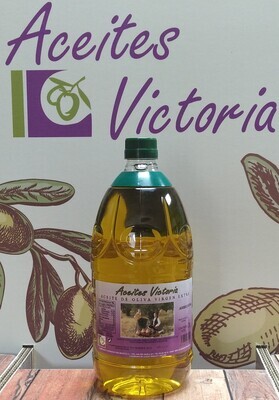 Aceites
Victoria
Aceites Victoria
ACEITE DE OLIVA VIRGEN EXTRA